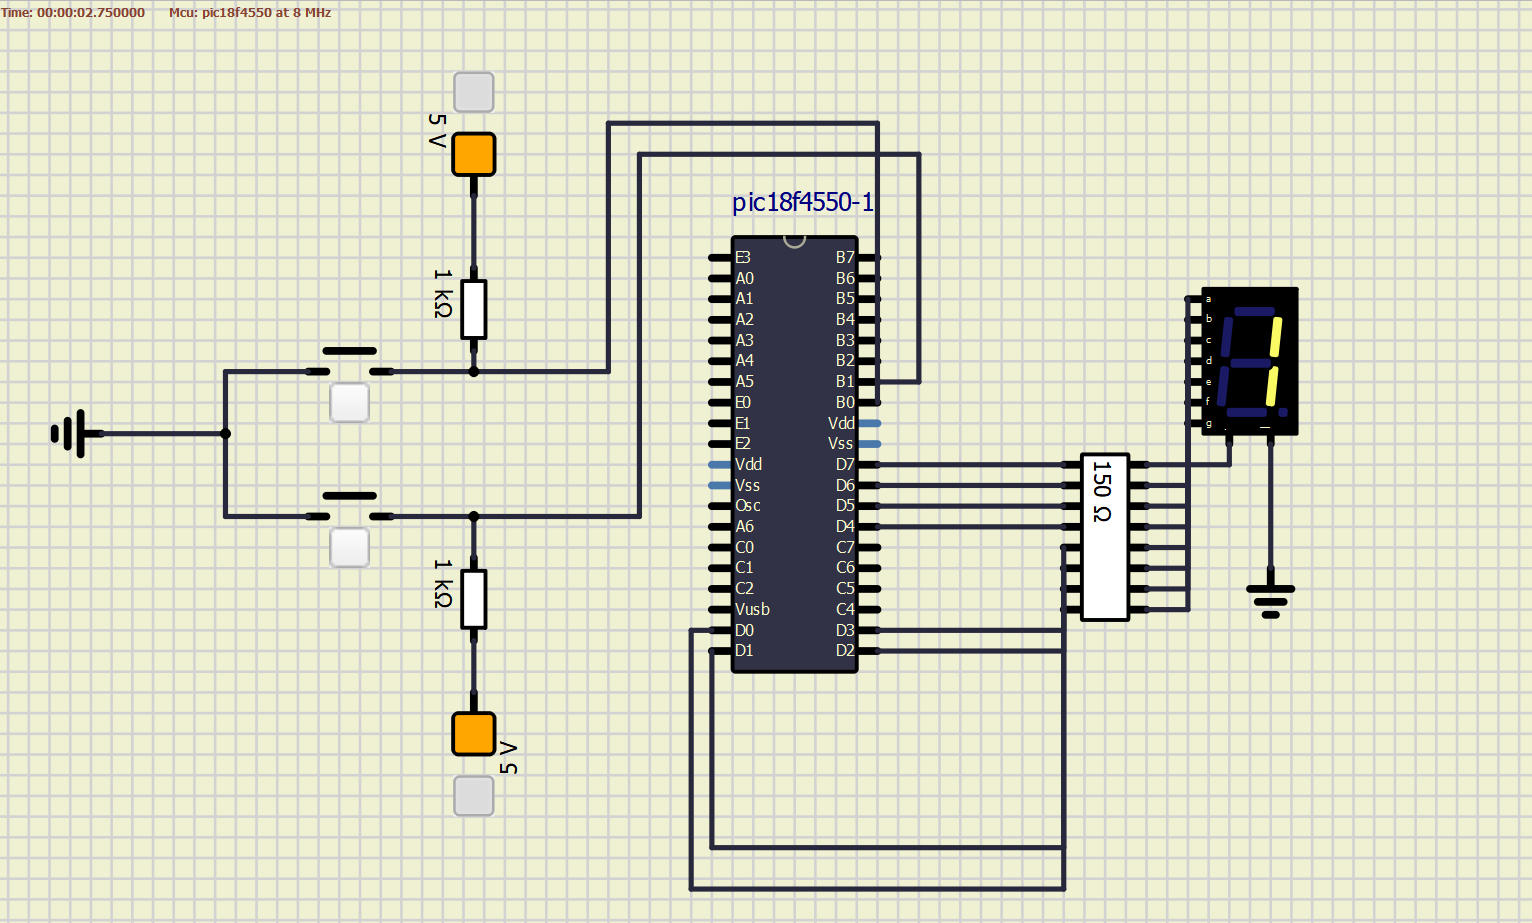 Time: 00:00:02.750000 Mcu: pic18f4550 at 8 MHz
5 V
1 kΩ
pic18f4550-1
E3 B7
A0 B6
A1 B5
A2 B4
A3 B3
A4 B2
A5 B1
E0 B0
E1 Vdd
E2 Vss
Vdd D7
Vss D6
Osc D5
A6 D4
C0 C7
C1 C6
C2 C5
Vusb C4
D0 D3
D1 D2
150 Ω
a
b
c
d
e
f
g
1 kΩ
5 V